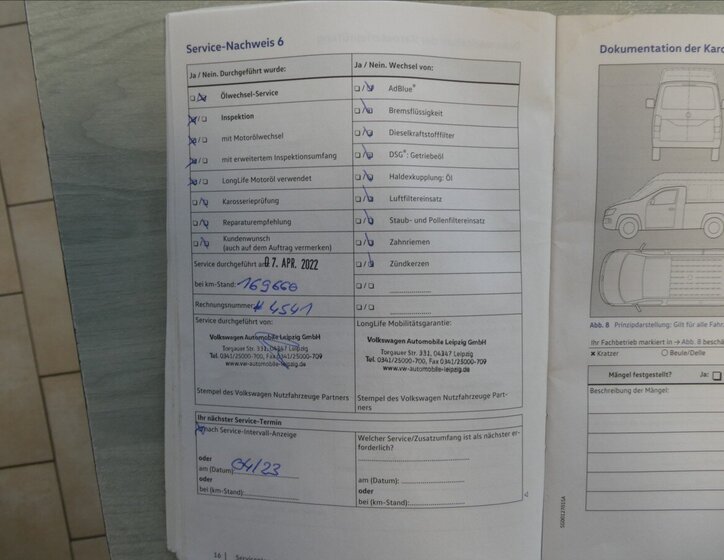 Service-Nachweis 6
Ja / Nein. Durchgeführt wurde:
Ja / Nein. Wechsel von:
Ölwechsel-Service
AdBlue®
Inspektion
Bremsflüssigkeit
mit Motorölwechsel
Dieselkraftstofffilter
mit erweitertem Inspektionsumfang
DSG®: Getriebeöl
LongLife Motoröl verwendet
Haldexkupplung: Öl
Karosserieprüfung
Luftfiltereinsatz
Reparaturempfehlung
Staub- und Pollenfiltereinsatz
Kundenwunsch
(auch auf dem Auftrag vermerken)
Zahnriemen
Service durchgeführt am 07. APR. 2022
Zündkerzen
bei km-Stand: 169660
Rechnungsnummer # 4541
Service durchgeführt von:
LongLife Mobilitätsgarantie:
Volkswagen Automobile Leipzig GmbH
Torgauer Str. 331, 04347 Leipzig
Tel. 0341/25000-700, Fax 0341/25000-709
www.vw-automobile-leipzig.de
Volkswagen Automobile Leipzig GmbH
Torgauer Str. 331, 04347 Leipzig
Tel. 0341/25000-700, Fax 0341/25000-709
www.vw-automobile-leipzig.de
Stempel des Volkswagen Nutzfahrzeuge Partners
Stempel des Volkswagen Nutzfahrzeuge Part-
ners
Ihr nächster Service-Termin
nach Service-Intervall-Anzeige
Welcher Service/Zusatzumfang ist als nächster er-
forderlich?
oder
am (Datum): 04/23
oder
bei (km-Stand):
am (Datum):
oder
bei (km-Stand):
16
Dokumentation der Karo
Abb. 8 Prinzipdarstellung: Gilt für alle Fahr
Ihr Fachbetrieb markiert in → Abb. 8 beschä
× Kratzer
○ Beule/Delle
Mängel festgestellt? Ja:
Beschreibung der Mängel: